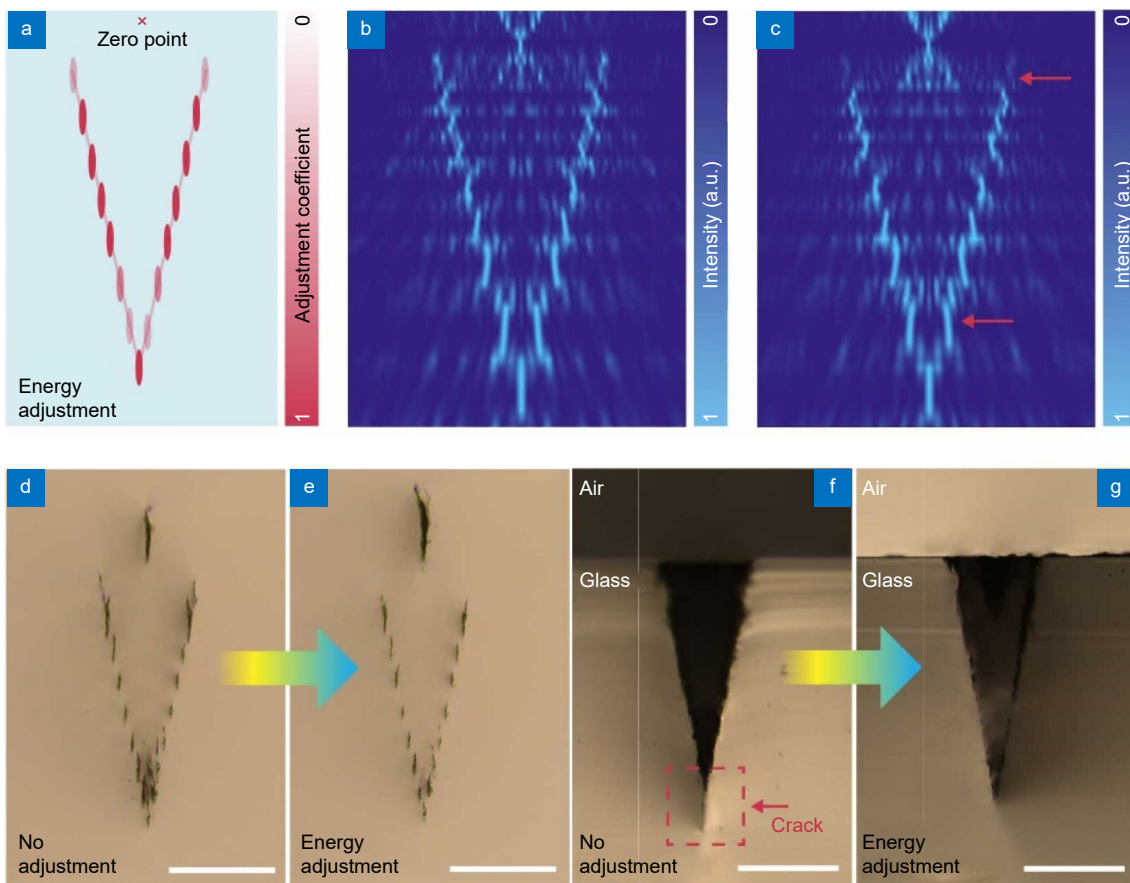 a
×
Zero point
Energy
adjustment
0
Adjustment coefficient
1
b
0
Intensity (a.u.)
1
c
0
Intensity (a.u.)
1
d
No
adjustment
e
Energy
adjustment
Air
f
Glass
Crack
No
adjustment
Air
g
Glass
Energy
adjustment